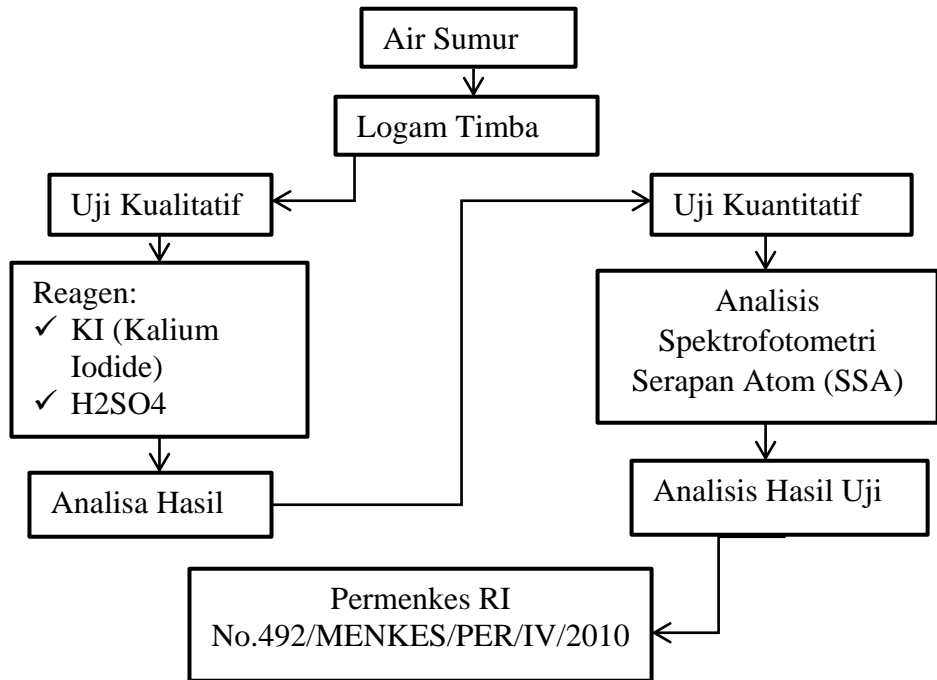 Air Sumur
Logam Timba
Uji Kualitatif
Uji Kuantitatif
Reagen:
✓ KI (Kalium
Iodide)
✓ H2SO4
Analisis
Spektrofotometri
Serapan Atom (SSA)
Analisa Hasil
Analisis Hasil Uji
Permenkes RI
No.492/MENKES/PER/IV/2010